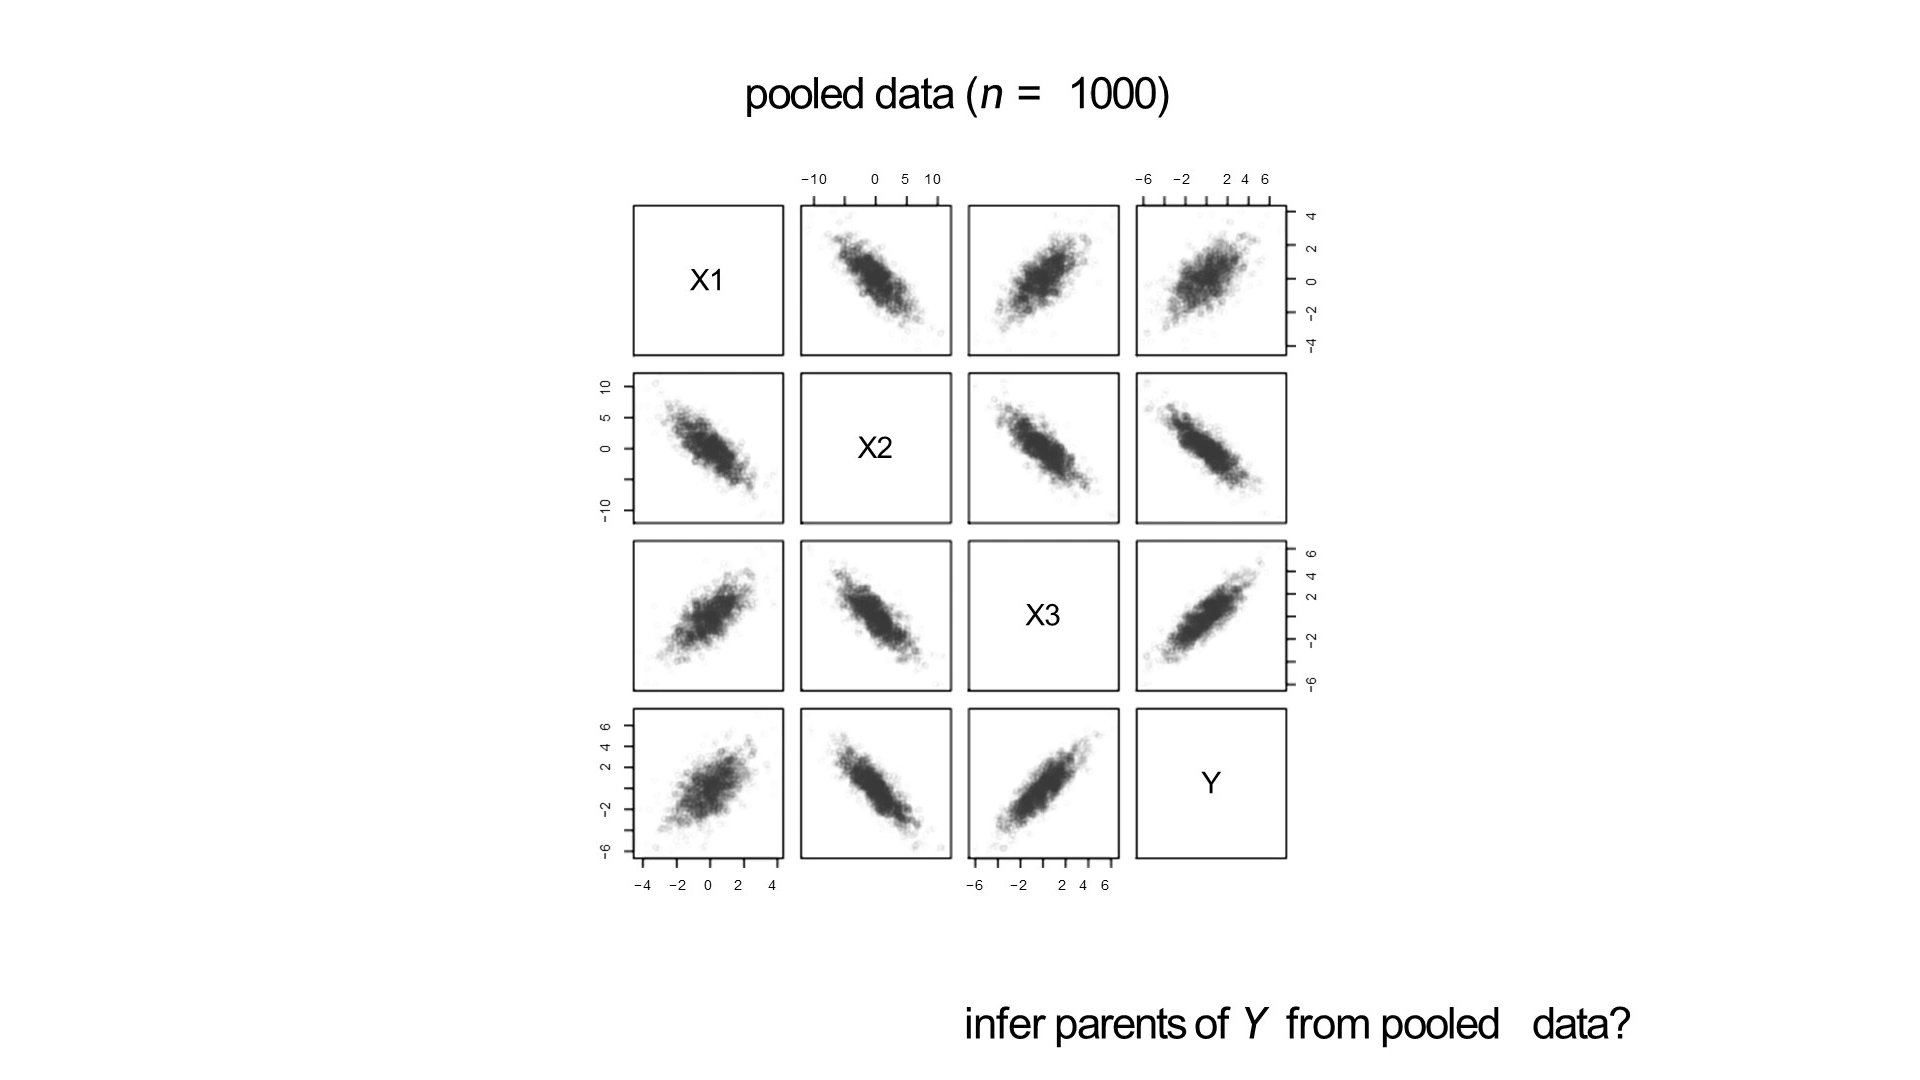 pooled data (n = 1000)
−10 0 5 10
−6 −2 2 4 6
X1
4
2
0
−2
−4
10
5
0
−10
X2
X3
6
4
2
−2
−6
6
4
2
−2
−6
Y
−4 −2 0 2 4
−6 −2 2 4 6
infer parents of Y from pooled data?